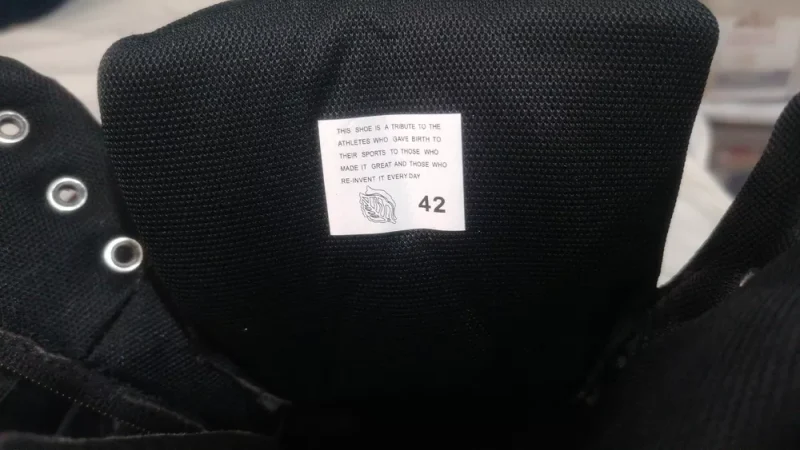 THIS SHOE IS A TRIBUTE TO THE
ATHLETES WHO GAVE BIRTH TO
THEIR SPORTS TO THOSE WHO
MADE IT GREAT AND THOSE WHO
RE-INVENT IT EVERYDAY
42